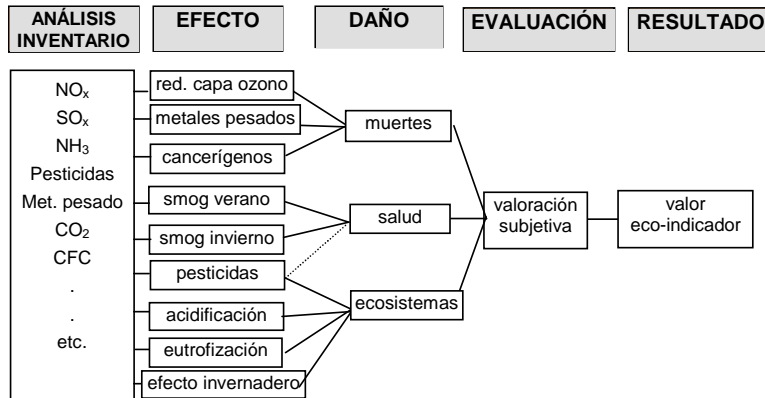 ANÁLISIS
INVENTARIO
EFECTO
DAÑO
EVALUACIÓN
RESULTADO
NOₓ
SOₓ
NH₃
Pesticidas
Met. pesado
CO₂
CFC
.
.
etc.
red. capa ozono
metales pesados
cancerígenos
smog verano
smog invierno
pesticidas
acidificación
eutrofización
efecto invernadero
muertes
salud
ecosistemas
valoración
subjetiva
valor
eco-indicador